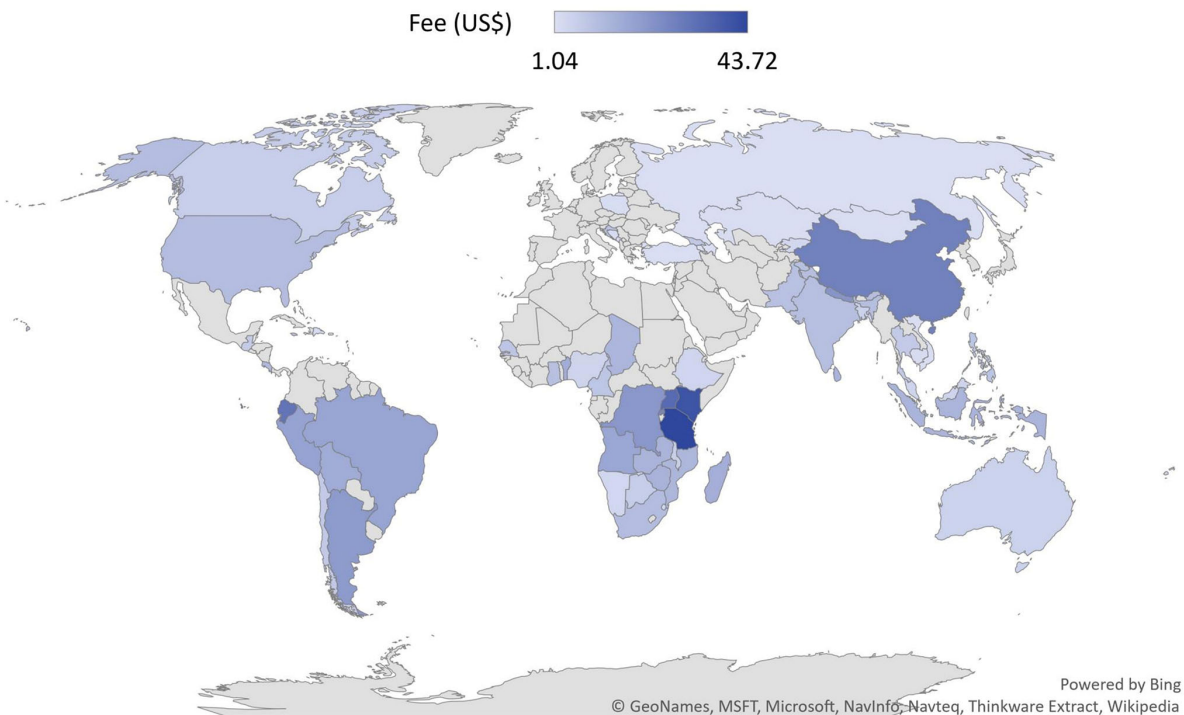 Fee (US$)
1.04 43.72
Powered by Bing
© GeoNames, MSFT, Microsoft, NavInfo, Navteq, Thinkware Extract, Wikipedia